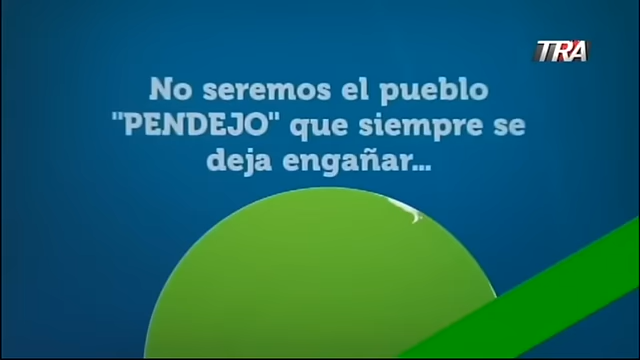 TRA
No seremos el pueblo
"PENDEJO" que siempre se
deja engañar...